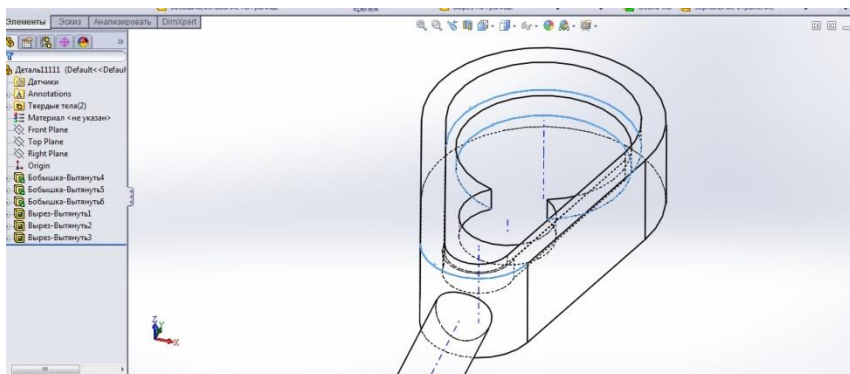 Элементы Эскиз Анализировать DimXpert
Деталь11111 (Default<<Defaul
Датчики
Annotations
Твердые тела(2)
Материал <не указан>
Front Plane
Top Plane
Right Plane
Origin
Бобышка-Вытянуть4
Бобышка-Вытянуть5
Бобышка-Вытянуть6
Вырез-Вытянуть1
Вырез-Вытянуть2
Вырез-Вытянуть3
Z
Y
X